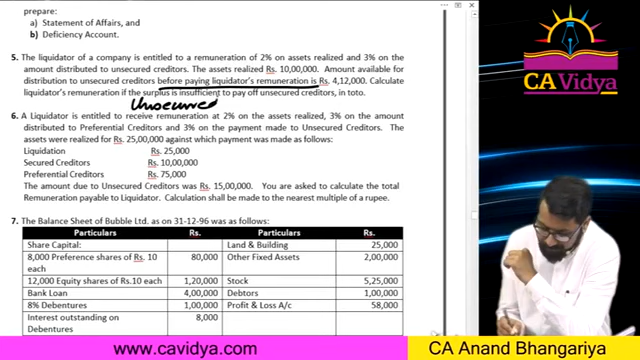 prepare:
a) Statement of Affairs, and
b) Deficiency Account.
5. The liquidator of a company is entitled to a remuneration of 2% on assets realized and 3% on the
amount distributed to unsecured creditors. The assets realized Rs. 10,00,000. Amount available for
distribution to unsecured creditors before paying liquidator's remuneration is Rs. 4,12,000. Calculate
liquidator's remuneration if the surplus is insufficient to pay off unsecured creditors, in toto.
Unsecured
6. A Liquidator is entitled to receive remuneration at 2% on the assets realized, 3% on the amount
distributed to Preferential Creditors and 3% on the payment made to Unsecured Creditors. The
assets were realized for Rs. 25,00,000 against which payment was made as follows:
Liquidation Rs. 25,000
Secured Creditors Rs. 10,00,000
Preferential Creditors Rs. 75,000
The amount due to Unsecured Creditors was Rs. 15,00,000. You are asked to calculate the total
Remuneration payable to Liquidator. Calculation shall be made to the nearest multiple of a rupee.
7. The Balance Sheet of Bubble Ltd. as on 31-12-96 was as follows:
Particulars Rs. Particulars Rs.
Share Capital: Land & Building 25,000
8,000 Preference shares of Rs. 10 80,000 Other Fixed Assets 2,00,000
each
12,000 Equity shares of Rs.10 each 1,20,000 Stock 5,25,000
Bank Loan 4,00,000 Debtors 1,00,000
8% Debentures 1,00,000 Profit & Loss A/c 58,000
Interest outstanding on 8,000
Debentures
CA Vidya
www.cavidya.com
CA Anand Bhangariya